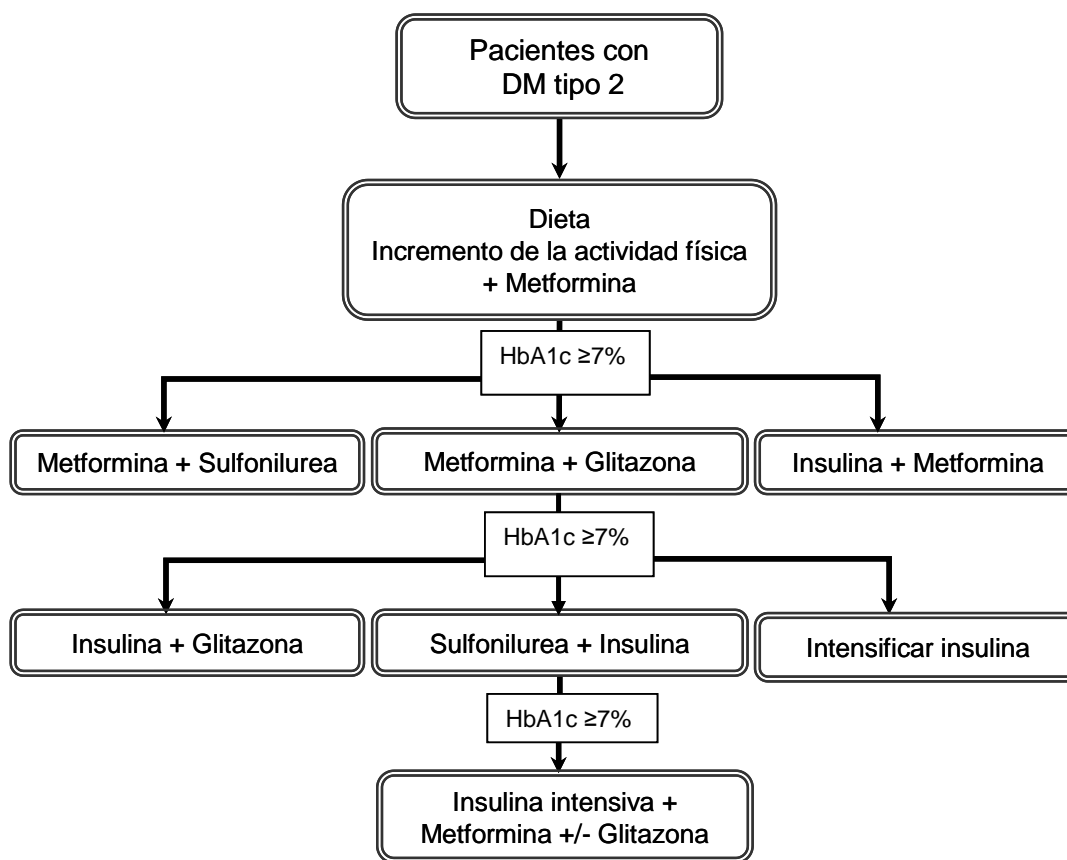 Pacientes con
DM tipo 2
Dieta
Incremento de la actividad física
+ Metformina
HbA1c ≥7%
Metformina + Sulfonilurea
Metformina + Glitazona
Insulina + Metformina
HbA1c ≥7%
Insulina + Glitazona
Sulfonilurea + Insulina
Intensificar insulina
HbA1c ≥7%
Insulina intensiva +
Metformina +/- Glitazona